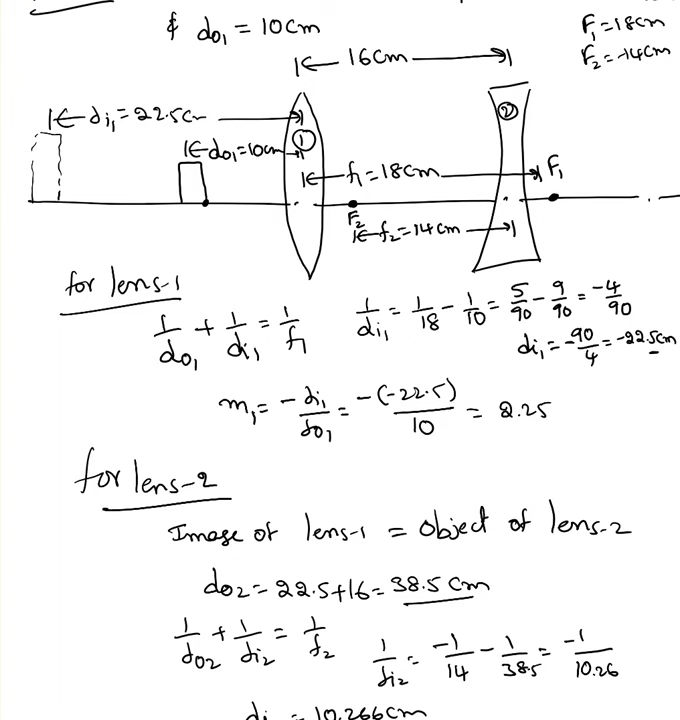 & do₁ = 10cm
F₁=18cm
F₂=-14cm
16cm
di₁=22.5cm
①
②
do₁=10cm
f₁=18cm
F₁
F₂
f₂=14cm
for lens-1
1/do₁ + 1/di₁ = 1/f₁
1/di₁ = 1/18 - 1/10 = 5/90 - 9/90 = -4/90
di₁ = -90/4 = -22.5cm
m₁ = -di₁/do₁ = -(-22.5)/10 = 2.25
for lens-2
Image of lens-1 = object of lens-2
do₂ = 22.5+16 = 38.5 cm
1/do₂ + 1/di₂ = 1/f₂
1/di₂ = -1/14 - 1/38.5 = -1/10.26
= 10.266cm